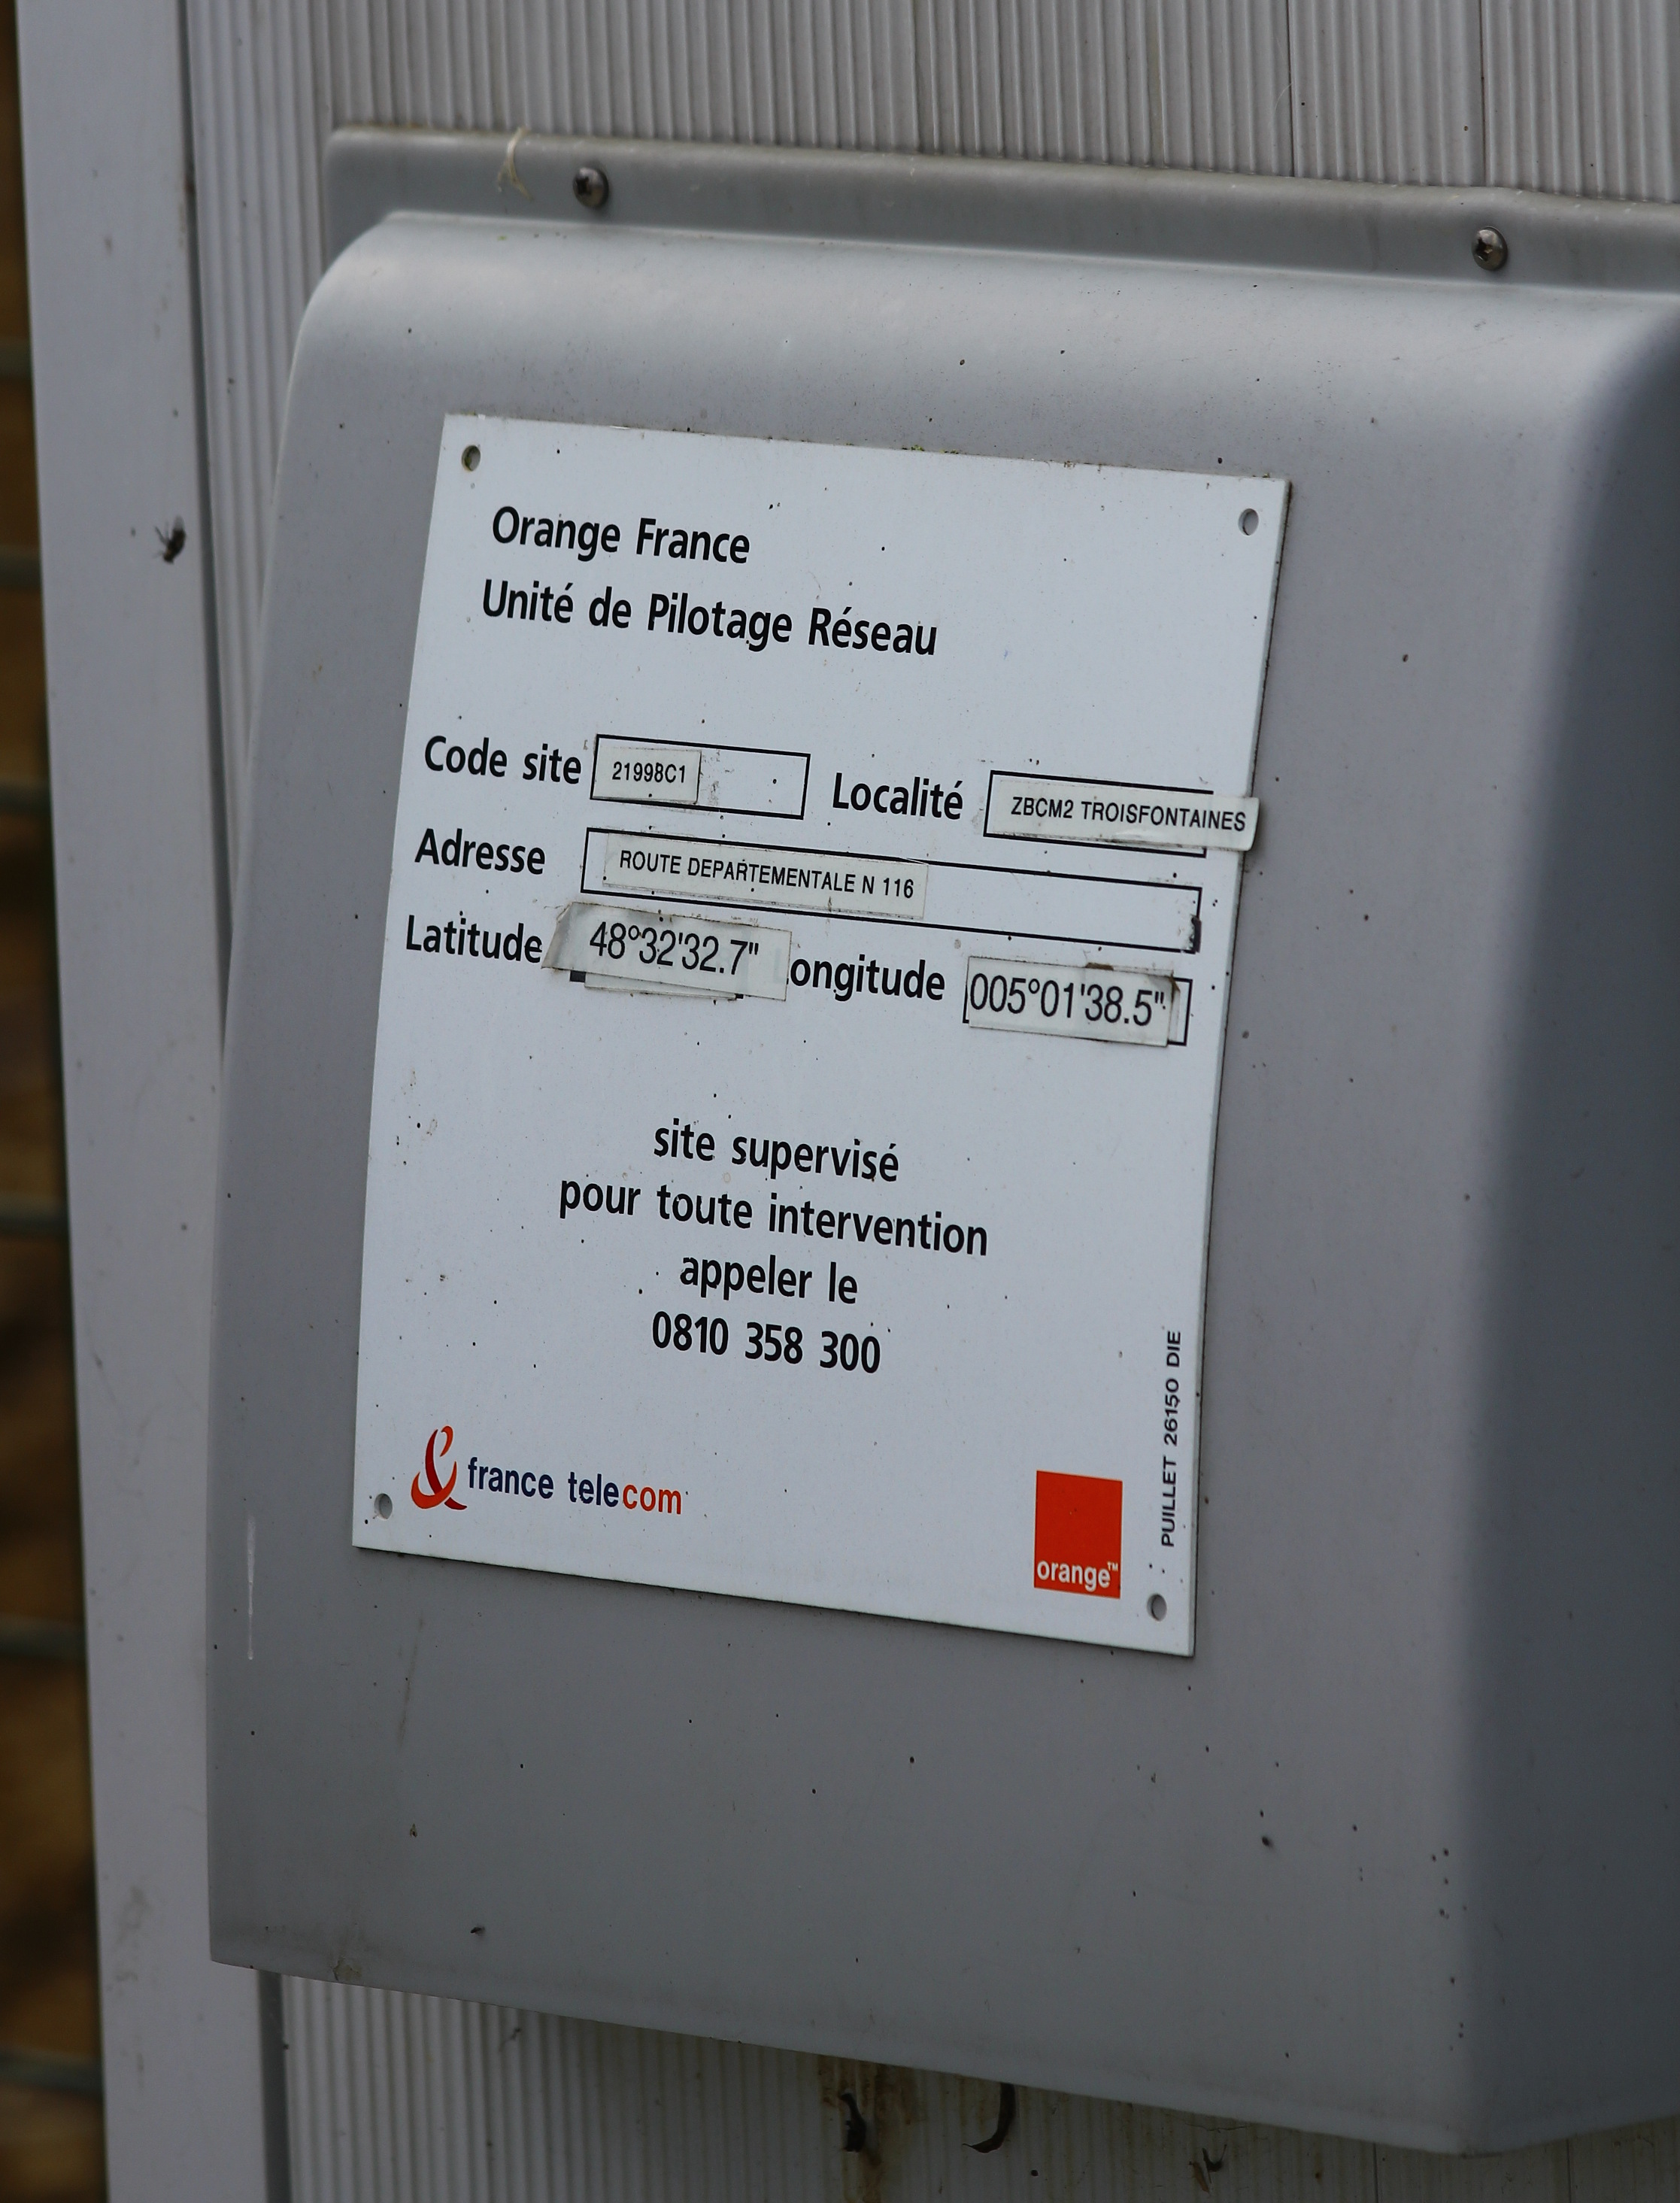 Orange France
Unité de Pilotage Réseau
Code site 21998C1 Localité ZBCM2 TROISFONTAINES
Adresse ROUTE DEPARTEMENTALE N 116
Latitude 48°32'32.7" Longitude 005°01'38.5"
site supervisé
pour toute intervention
appeler le
0810 358 300
france telecom
orange™
PUILLET 26150 DIE